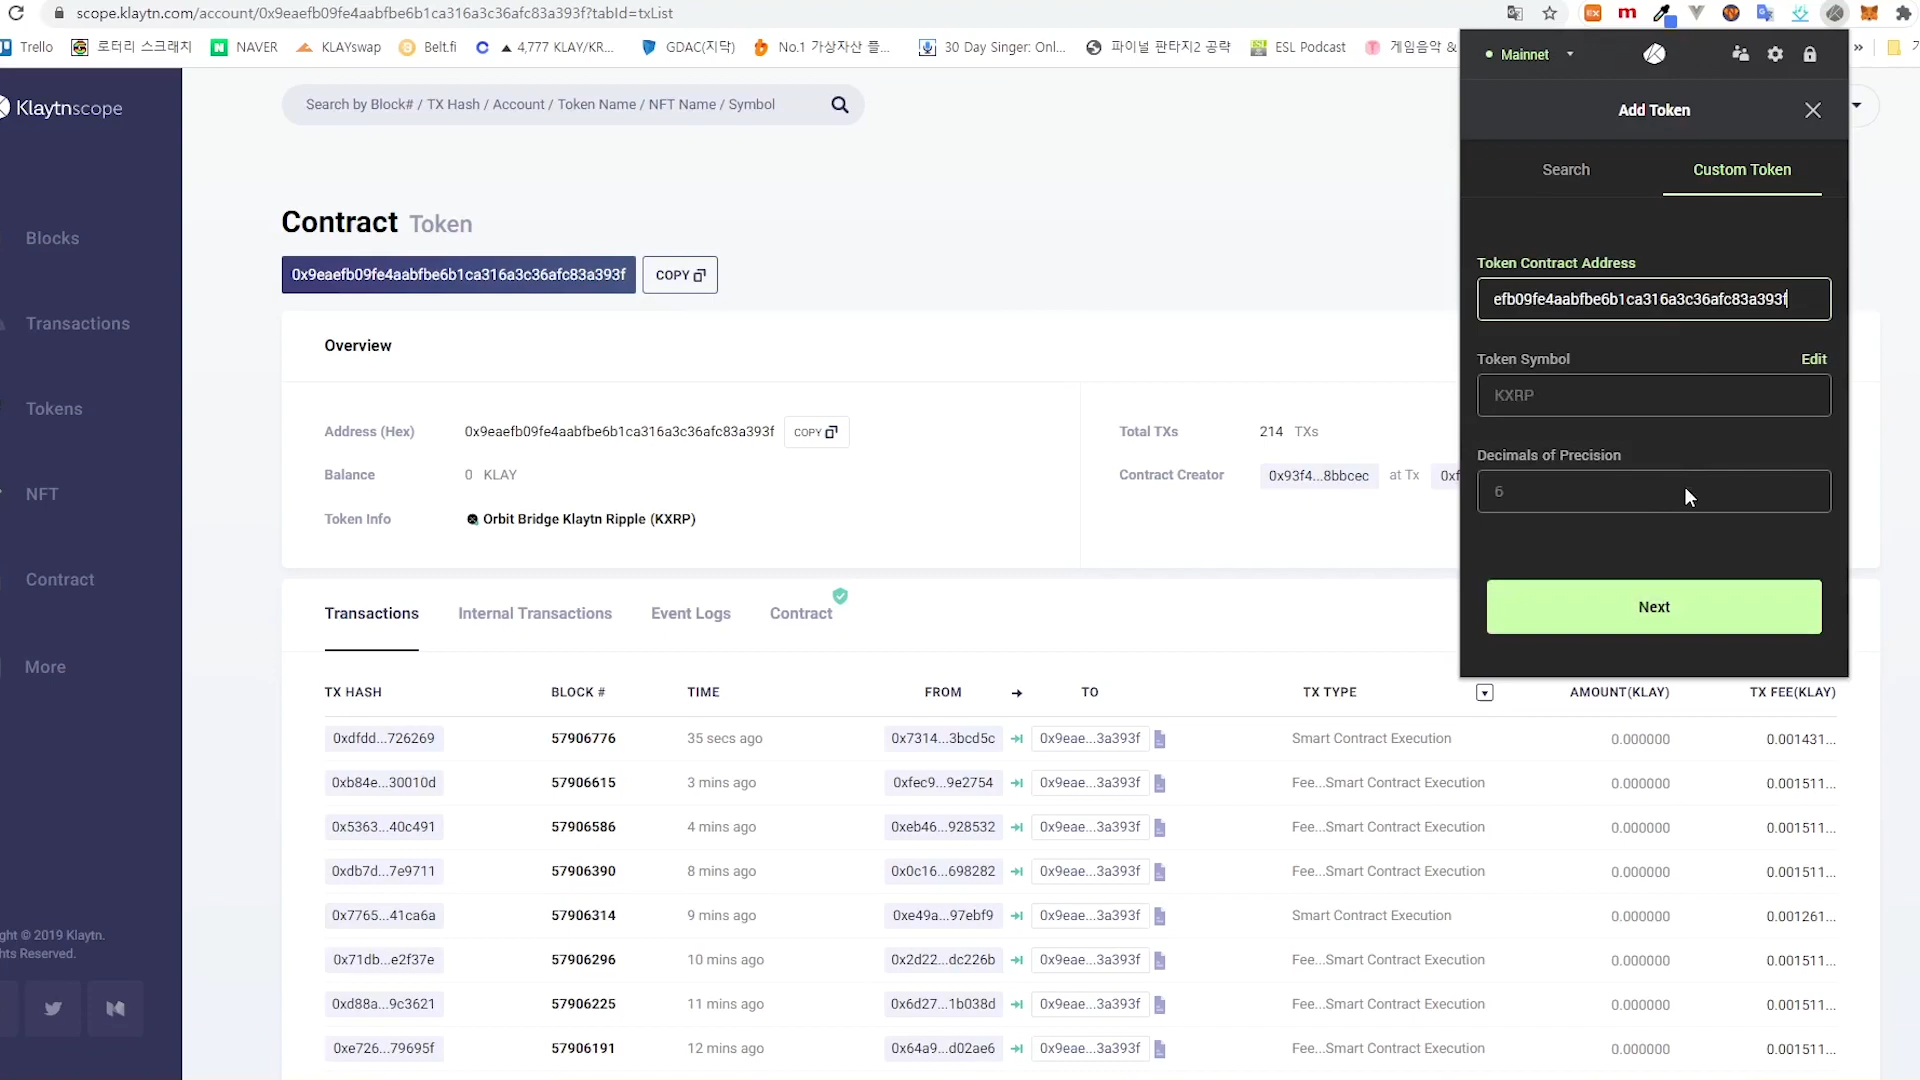 scope.klaytn.com/account/0x9eaefb09fe4aabfbe6b1ca316a3c36afc83a393f?tabId=txList
Trello
로터리 스크래치
NAVER
KLAYswap
Belt.fi
▲ 4,777 KLAY/KR...
GDAC(지닥)
No.1 가상자산 플...
30 Day Singer: Onl...
파이널 판타지2 공략
ESL Podcast
게임음악 &
»
Klaytnscope
Search by Block# / TX Hash / Account / Token Name / NFT Name / Symbol
Blocks
Transactions
Tokens
NFT
Contract
More
ght © 2019 Klaytn.
hts Reserved.
Contract Token
0x9eaefb09fe4aabfbe6b1ca316a3c36afc83a393f
COPY
Overview
Address (Hex) 0x9eaefb09fe4aabfbe6b1ca316a3c36afc83a393f COPY
Balance 0 KLAY
Token Info Orbit Bridge Klaytn Ripple (KXRP)
Total TXs 214 TXs
Contract Creator 0x93f4...8bbcec at Tx 0xf
Mainnet
Add Token
Search
Custom Token
Token Contract Address
efb09fe4aabfbe6b1ca316a3c36afc83a393f
Token Symbol Edit
KXRP
Decimals of Precision
6
Next
Transactions Internal Transactions Event Logs Contract
TX HASH BLOCK # TIME FROM → TO TX TYPE AMOUNT(KLAY) TX FEE(KLAY)
0xdfdd...726269 57906776 35 secs ago 0x7314...3bcd5c 0x9eae...3a393f Smart Contract Execution 0.000000 0.001431...
0xb84e...30010d 57906615 3 mins ago 0xfec9...9e2754 0x9eae...3a393f Fee...Smart Contract Execution 0.000000 0.001511...
0x5363...40c491 57906586 4 mins ago 0xeb46...928532 0x9eae...3a393f Fee...Smart Contract Execution 0.000000 0.001511...
0xdb7d...7e9711 57906390 8 mins ago 0x0c16...698282 0x9eae...3a393f Fee...Smart Contract Execution 0.000000 0.001511...
0x7765...41ca6a 57906314 9 mins ago 0xe49a...97ebf9 0x9eae...3a393f Smart Contract Execution 0.000000 0.001261...
0x71db...e2f37e 57906296 10 mins ago 0x2d22...dc226b 0x9eae...3a393f Fee...Smart Contract Execution 0.000000 0.001511...
0xd88a...9c3621 57906225 11 mins ago 0x6d27...1b038d 0x9eae...3a393f Fee...Smart Contract Execution 0.000000 0.001511...
0xe726...79695f 57906191 12 mins ago 0x64a9...d02ae6 0x9eae...3a393f Fee...Smart Contract Execution 0.000000 0.001511...